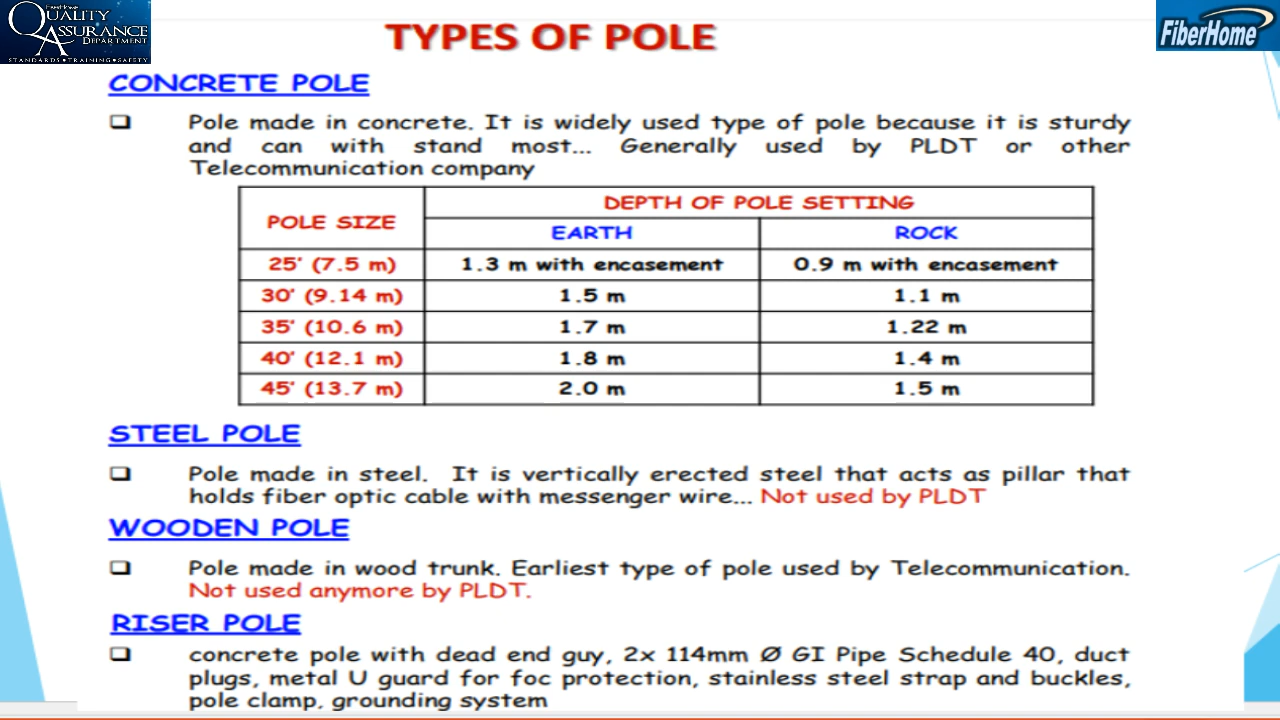 FiberHome
QUALITY
ASSURANCE
DEPARTMENT
STANDARDS • TRAINING • SAFETY
TYPES OF POLE
FiberHome
CONCRETE POLE
❑ Pole made in concrete. It is widely used type of pole because it is sturdy
and can with stand most... Generally used by PLDT or other
Telecommunication company
POLE SIZE
DEPTH OF POLE SETTING
EARTH ROCK
25' (7.5 m) 1.3 m with encasement 0.9 m with encasement
30' (9.14 m) 1.5 m 1.1 m
35' (10.6 m) 1.7 m 1.22 m
40' (12.1 m) 1.8 m 1.4 m
45' (13.7 m) 2.0 m 1.5 m
STEEL POLE
❑ Pole made in steel. It is vertically erected steel that acts as pillar that
holds fiber optic cable with messenger wire... Not used by PLDT
WOODEN POLE
❑ Pole made in wood trunk. Earliest type of pole used by Telecommunication.
Not used anymore by PLDT.
RISER POLE
❑ concrete pole with dead end guy, 2x 114mm Ø GI Pipe Schedule 40, duct
plugs, metal U guard for foc protection, stainless steel strap and buckles,
pole clamp, grounding system